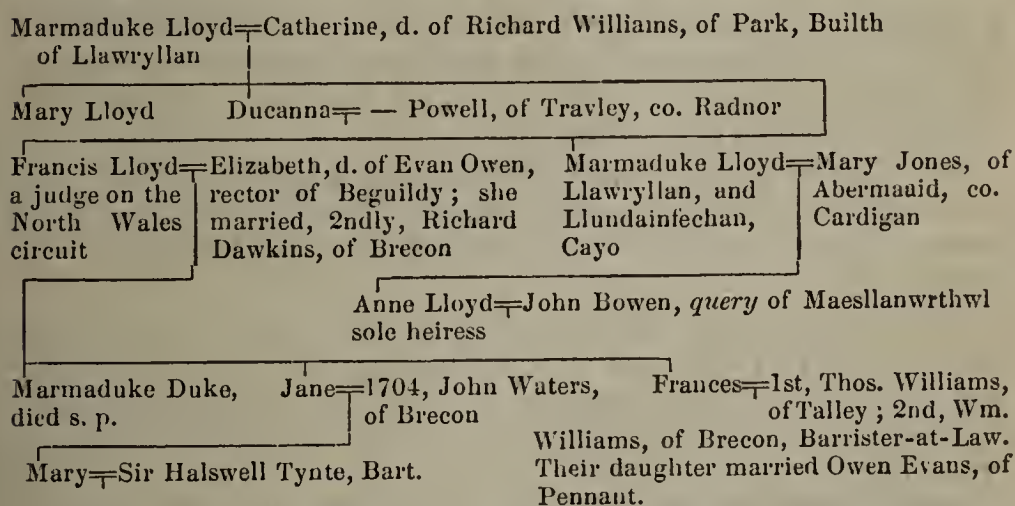 Marmaduke Lloyd=Catherine, d. of Richard Williams, of Park, Builth
of Llawryllan
Mary Lloyd Ducanna= — Powell, of Travley, co. Radnor
Francis Lloyd=Elizabeth, d. of Evan Owen,
a judge on the rector of Beguildy; she
North Wales married, 2ndly, Richard
circuit Dawkins, of Brecon
Marmaduke Lloyd=Mary Jones, of
Llawryllan, and Abermauid, co.
Llundainfechan, Cardigan
Cayo
Anne Lloyd=John Bowen, query of Maesllanwrthwl
sole heiress
Marmaduke Duke,
died s. p.
Jane=1704, John Waters,
of Brecon
Frances=1st, Thos. Williams,
of Talley; 2nd, Wm.
Williams, of Brecon, Barrister-at-Law.
Their daughter married Owen Evans, of
Pennant.
Mary=Sir Halswell Tynte, Bart.